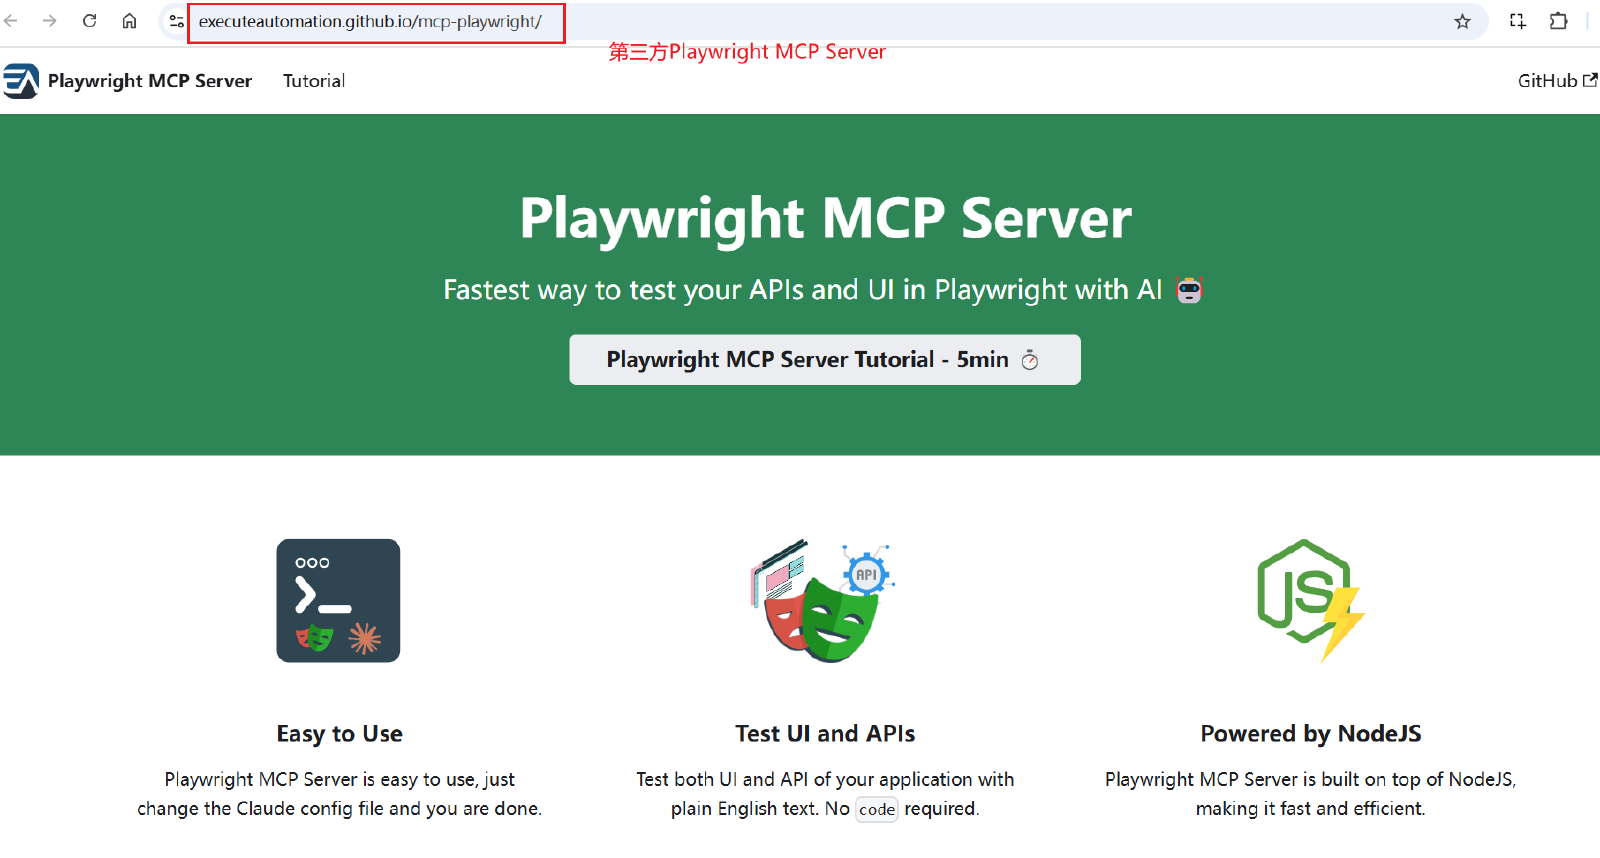 executeautomation.github.io/mcp-playwright/
第三方Playwright MCP Server
Playwright MCP Server
Tutorial
GitHub
Playwright MCP Server
Fastest way to test your APIs and UI in Playwright with AI
Playwright MCP Server Tutorial - 5min
API
JS
Easy to Use
Playwright MCP Server is easy to use, just
change the Claude config file and you are done.
Test UI and APIs
Test both UI and API of your application with
plain English text. No code required.
Powered by NodeJS
Playwright MCP Server is built on top of NodeJS,
making it fast and efficient.